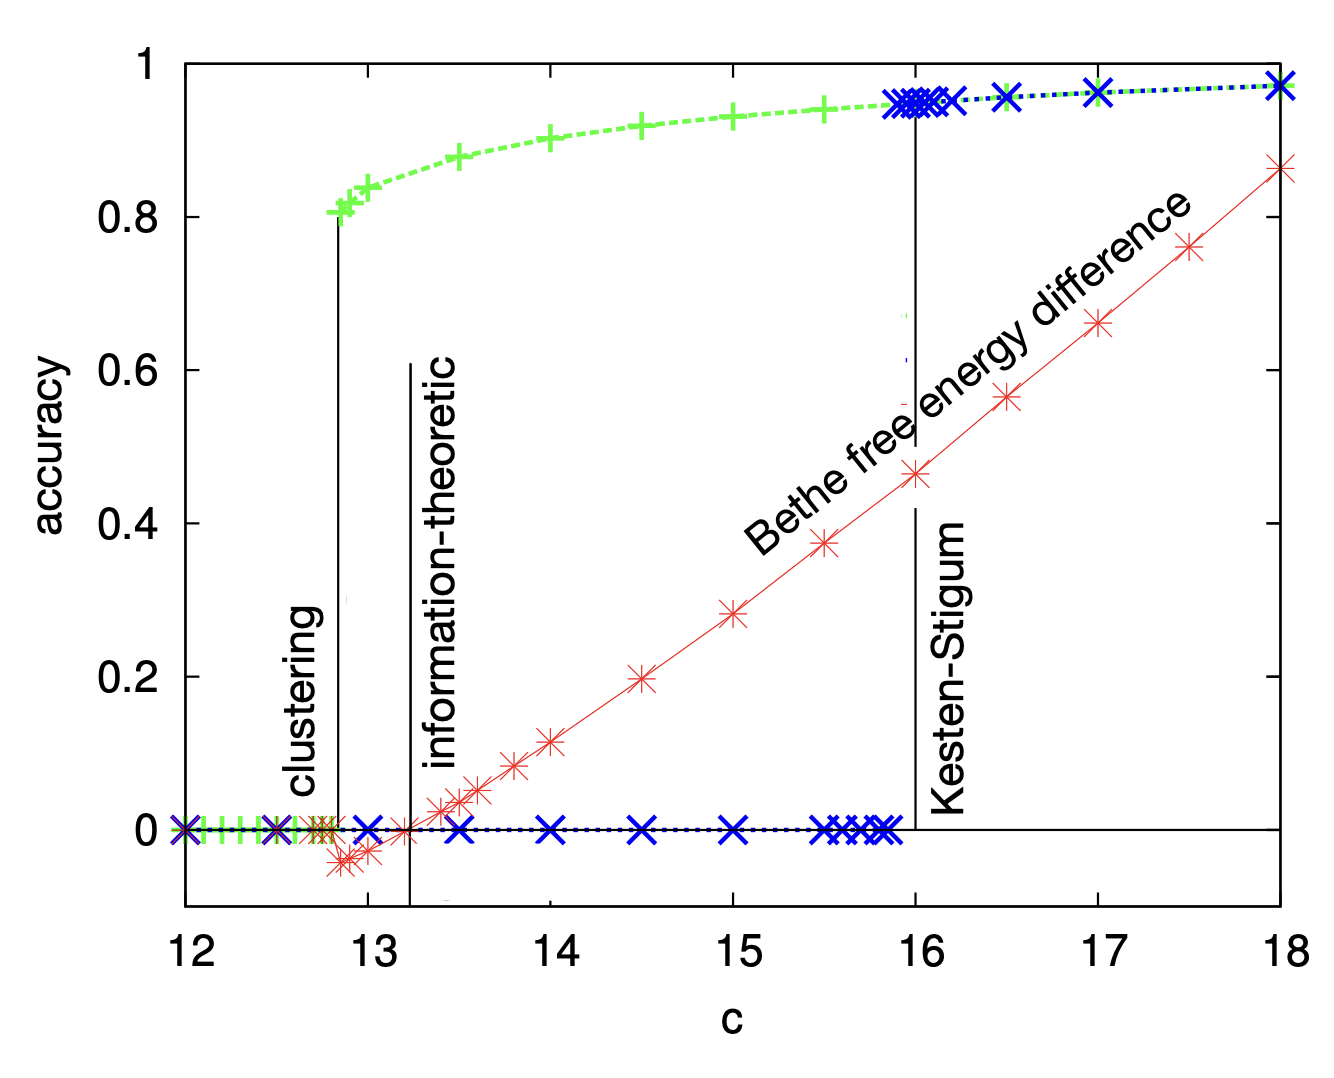 1
0.8
0.6
0.4
0.2
0
accuracy
clustering
information-theoretic
Bethe free energy difference
Kesten-Stigum
12 13 14 15 16 17 18
c